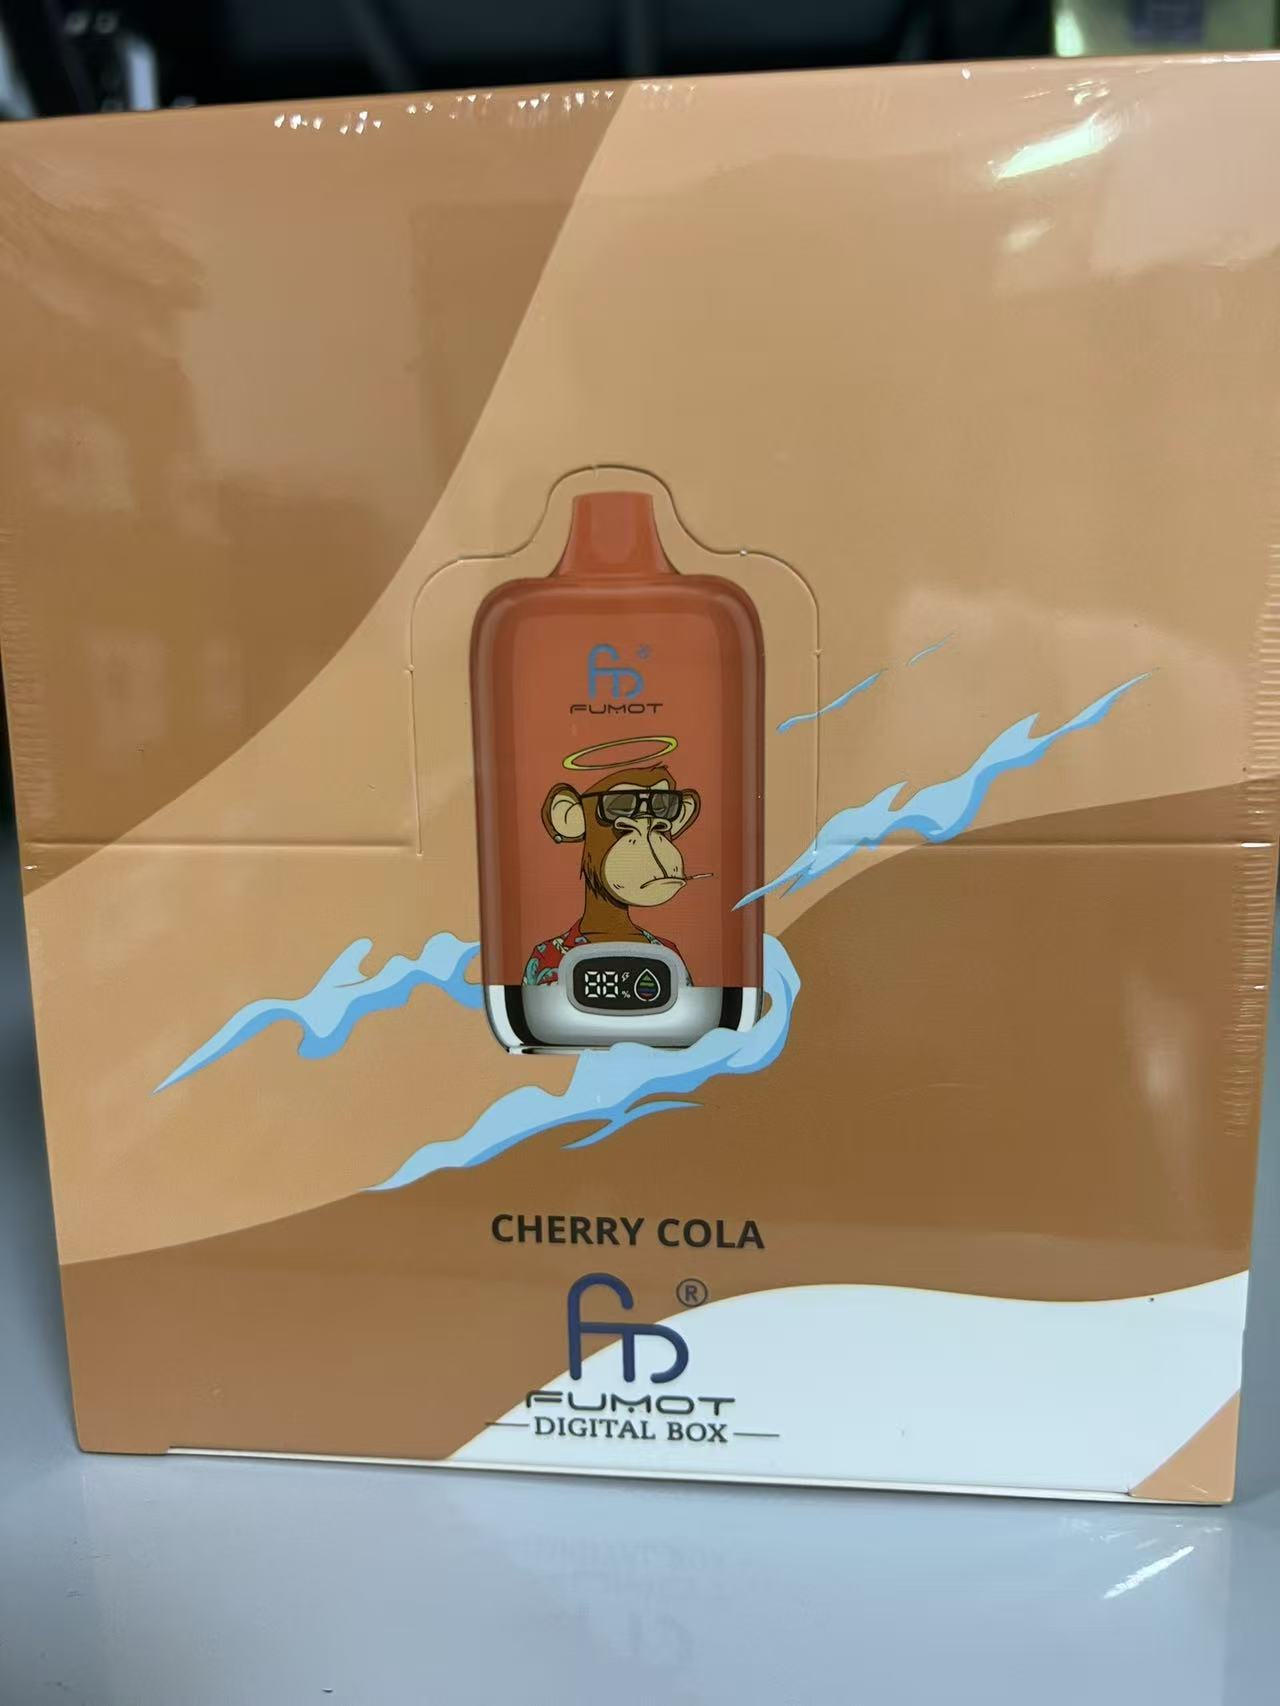 FUMOT
88%
CHERRY COLA
®
FUMOT
DIGITAL BOX